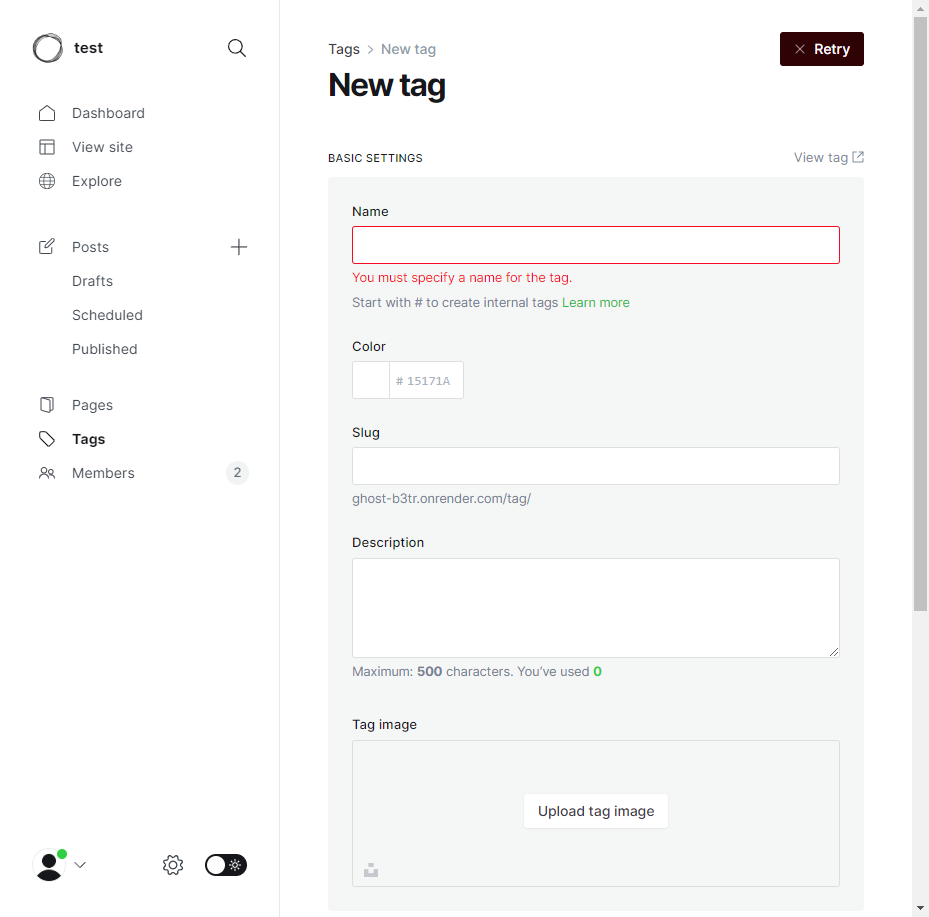 test
Dashboard
View site
Explore
Posts
Drafts
Scheduled
Published
Pages
Tags
Members 2
Tags > New tag
Retry
New tag
BASIC SETTINGS
View tag
Name
You must specify a name for the tag.
Start with # to create internal tags Learn more
Color
# 15171A
Slug
ghost-b3tr.onrender.com/tag/
Description
Maximum: 500 characters. You’ve used 0
Tag image
Upload tag image